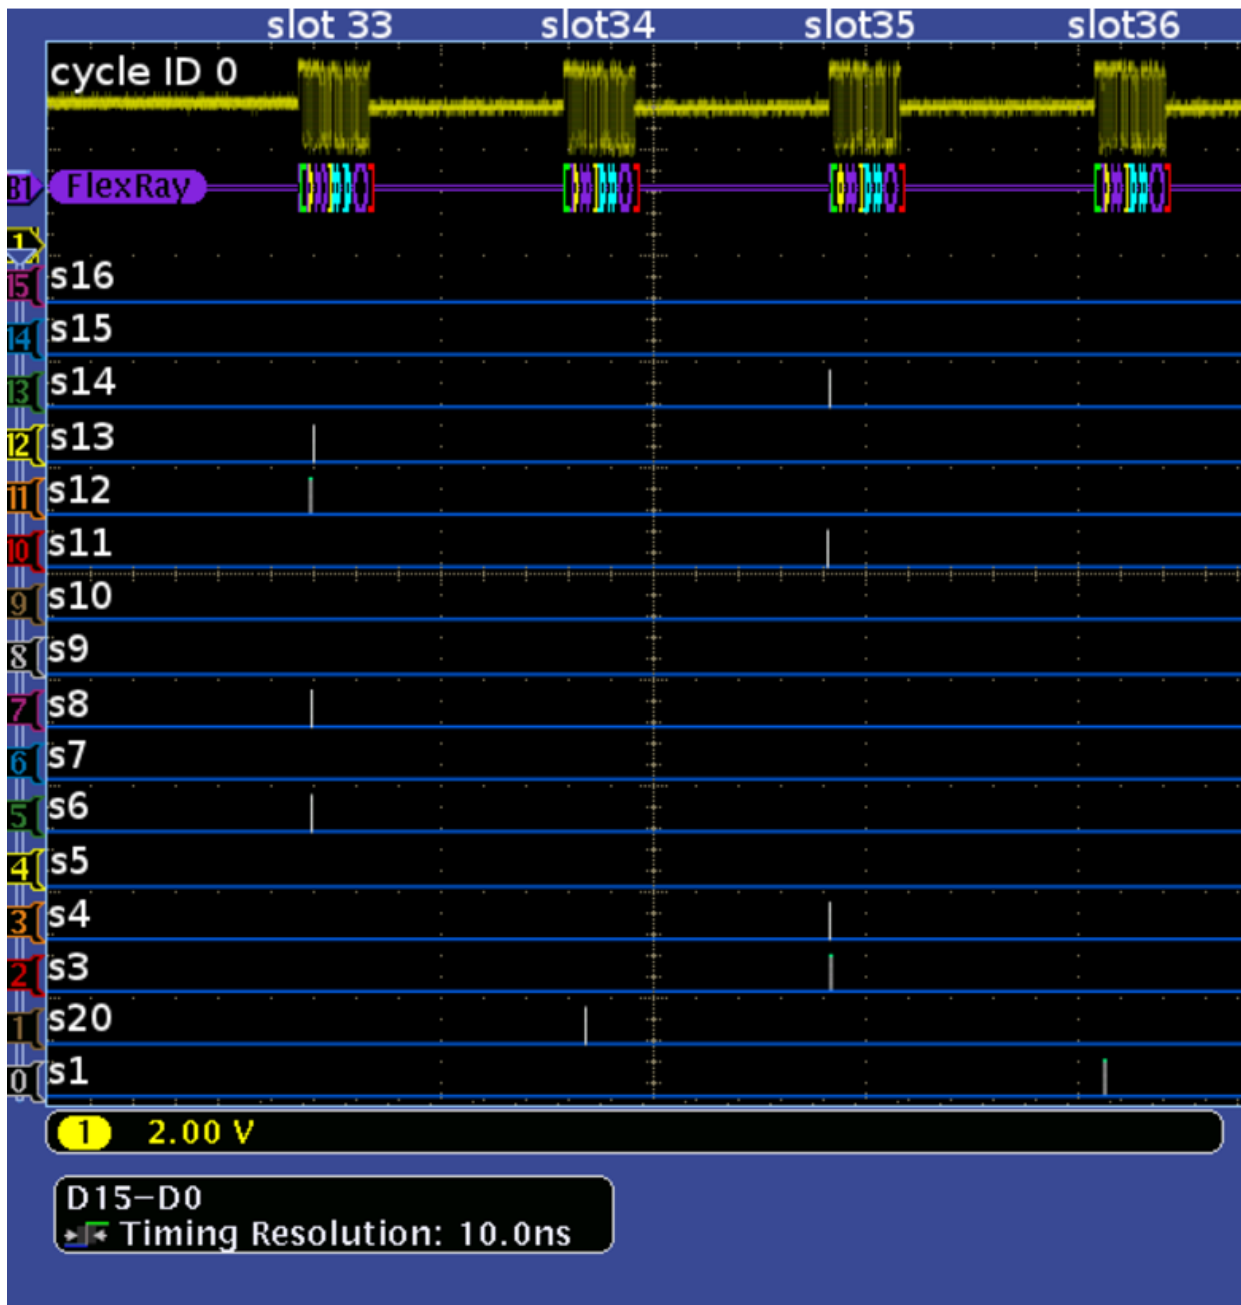 slot 33 slot34 slot35 slot36
cycle ID 0
B1 FlexRay
1
15 s16
14 s15
13 s14
12 s13
11 s12
10 s11
9 s10
8 s9
7 s8
6 s7
5 s6
4 s5
3 s4
2 s3
1 s20
0 s1
1 2.00 V
D15-D0
Timing Resolution: 10.0ns